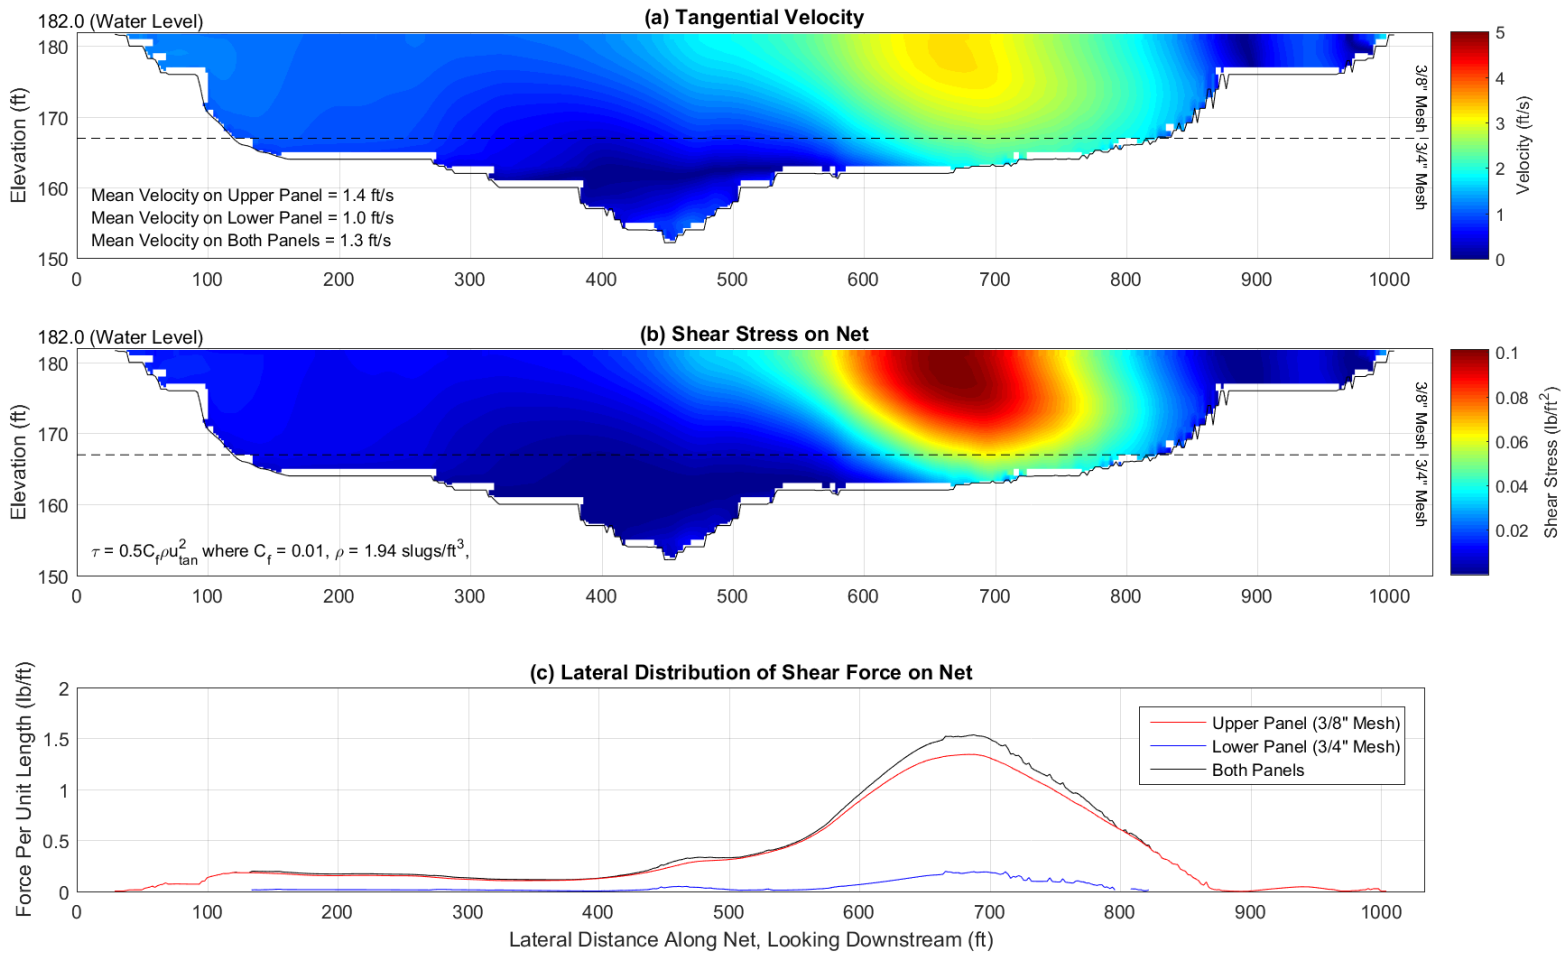 182.0 (Water Level)
(a) Tangential Velocity
Elevation (ft)
180
170
160
150
Mean Velocity on Upper Panel = 1.4 ft/s
Mean Velocity on Lower Panel = 1.0 ft/s
Mean Velocity on Both Panels = 1.3 ft/s
3/8" Mesh
3/4" Mesh
0 100 200 300 400 500 600 700 800 900 1000
5
4
3
2
1
0
Velocity (ft/s)
182.0 (Water Level)
(b) Shear Stress on Net
Elevation (ft)
180
170
160
150
τ = 0.5C_fρu²_tan where C_f = 0.01, ρ = 1.94 slugs/ft³,
3/8" Mesh
3/4" Mesh
0 100 200 300 400 500 600 700 800 900 1000
0.1
0.08
0.06
0.04
0.02
Shear Stress (lb/ft²)
(c) Lateral Distribution of Shear Force on Net
Force Per Unit Length (lb/ft)
2
1.5
1
0.5
0
Upper Panel (3/8" Mesh)
Lower Panel (3/4" Mesh)
Both Panels
0 100 200 300 400 500 600 700 800 900 1000
Lateral Distance Along Net, Looking Downstream (ft)